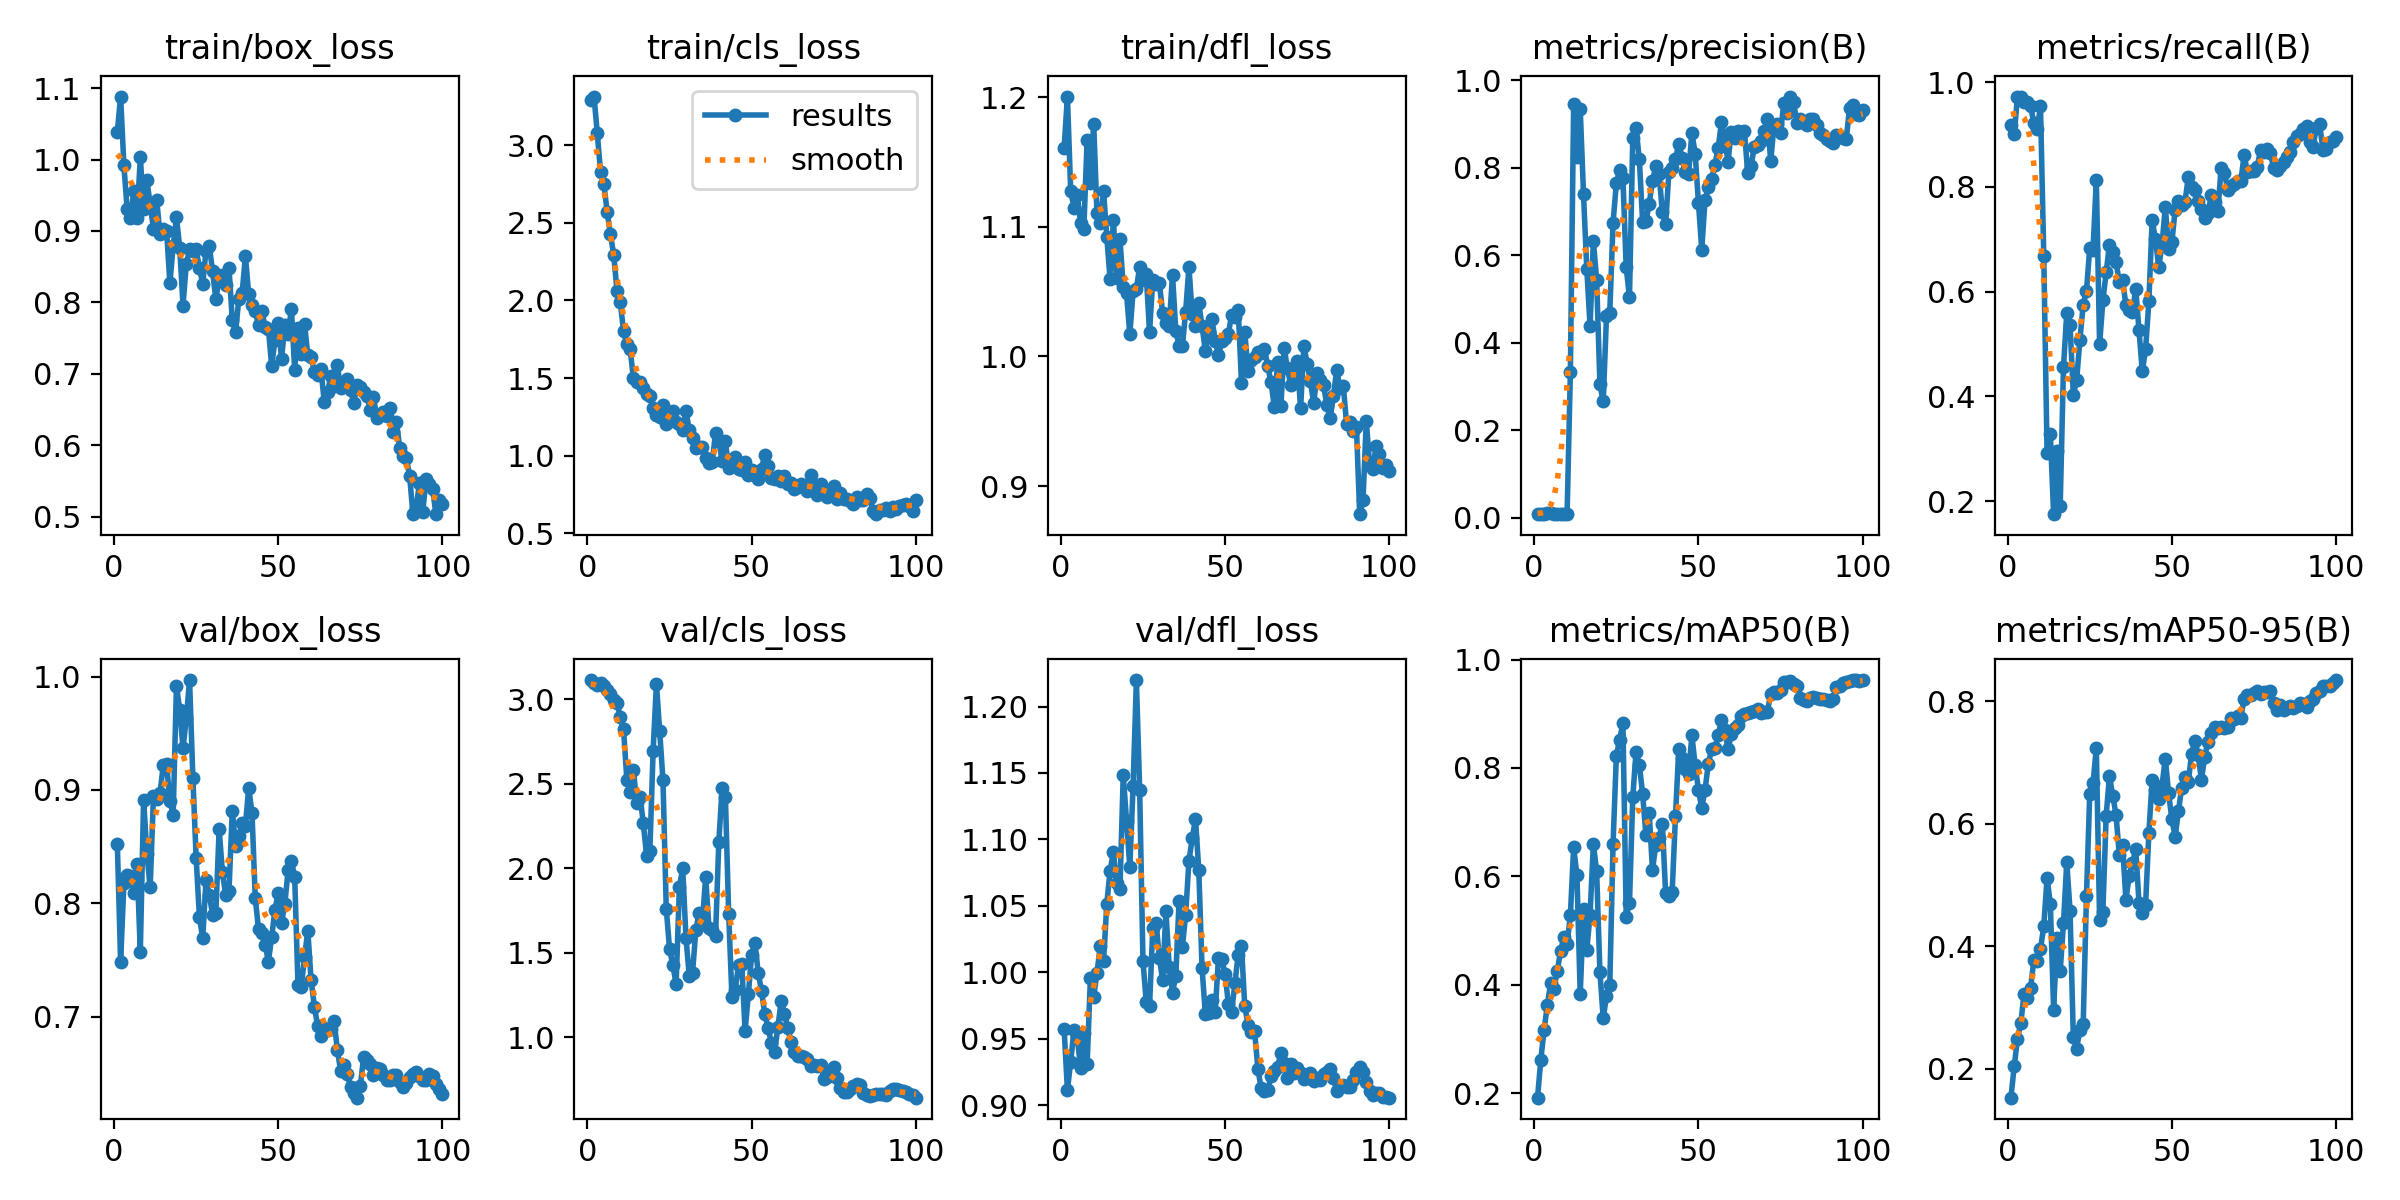 train/box_loss
1.1
1.0
0.9
0.8
0.7
0.6
0.5
0 50 100
train/cls_loss
results
smooth
3.0
2.5
2.0
1.5
1.0
0.5
0 50 100
train/dfl_loss
1.2
1.1
1.0
0.9
0 50 100
metrics/precision(B)
1.0
0.8
0.6
0.4
0.2
0.0
0 50 100
metrics/recall(B)
1.0
0.8
0.6
0.4
0.2
0 50 100
val/box_loss
1.0
0.9
0.8
0.7
0 50 100
val/cls_loss
3.0
2.5
2.0
1.5
1.0
0 50 100
val/dfl_loss
1.20
1.15
1.10
1.05
1.00
0.95
0.90
0 50 100
metrics/mAP50(B)
1.0
0.8
0.6
0.4
0.2
0 50 100
metrics/mAP50-95(B)
0.8
0.6
0.4
0.2
0 50 100